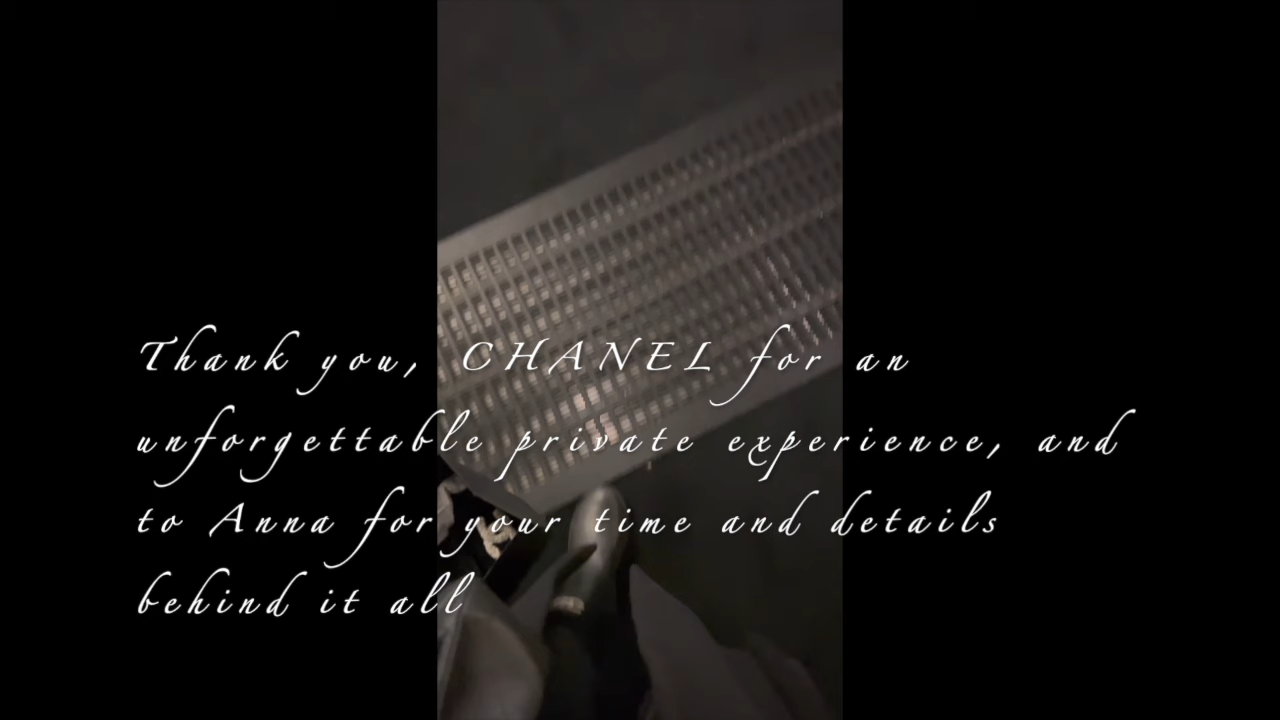 Thank you, CHANEL for an
unforgettable private experience, and
to Anna for your time and details
behind it all